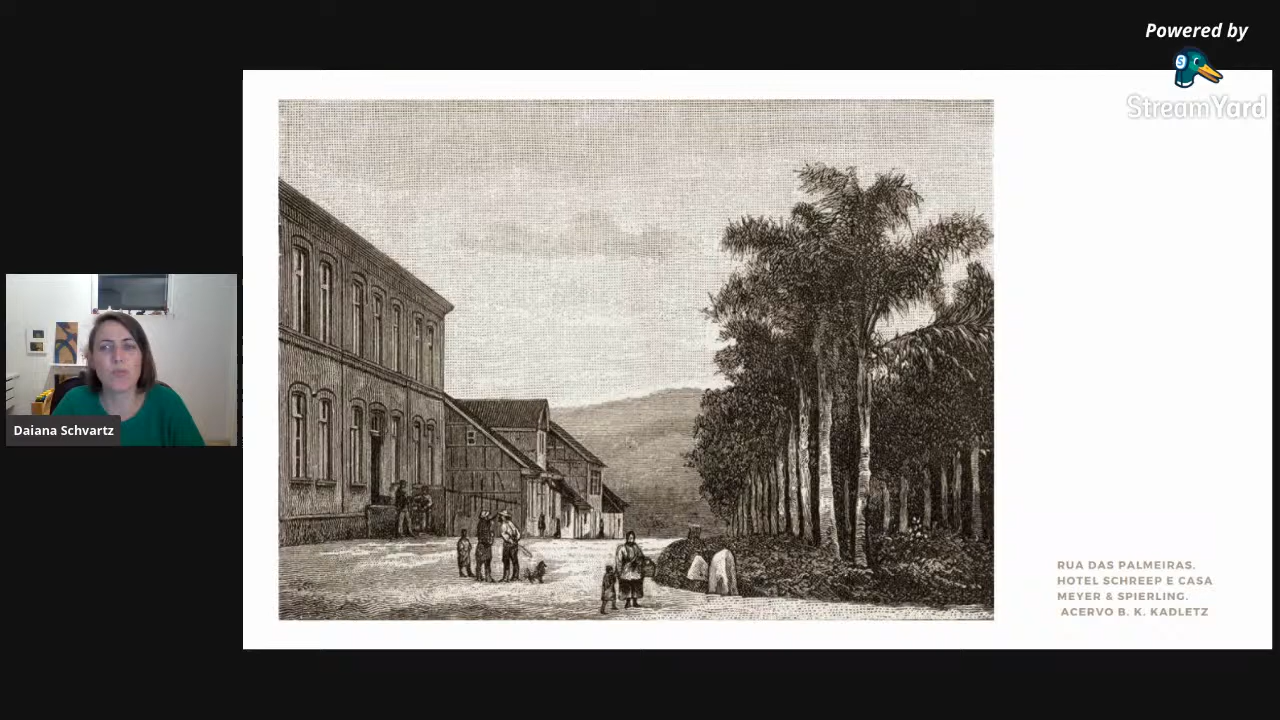 Powered by
StreamYard
Daiana Schvartz
RUA DAS PALMEIRAS.
HOTEL SCHREEP E CASA
MEYER & SPIERLING.
ACERVO B. K. KADLETZ